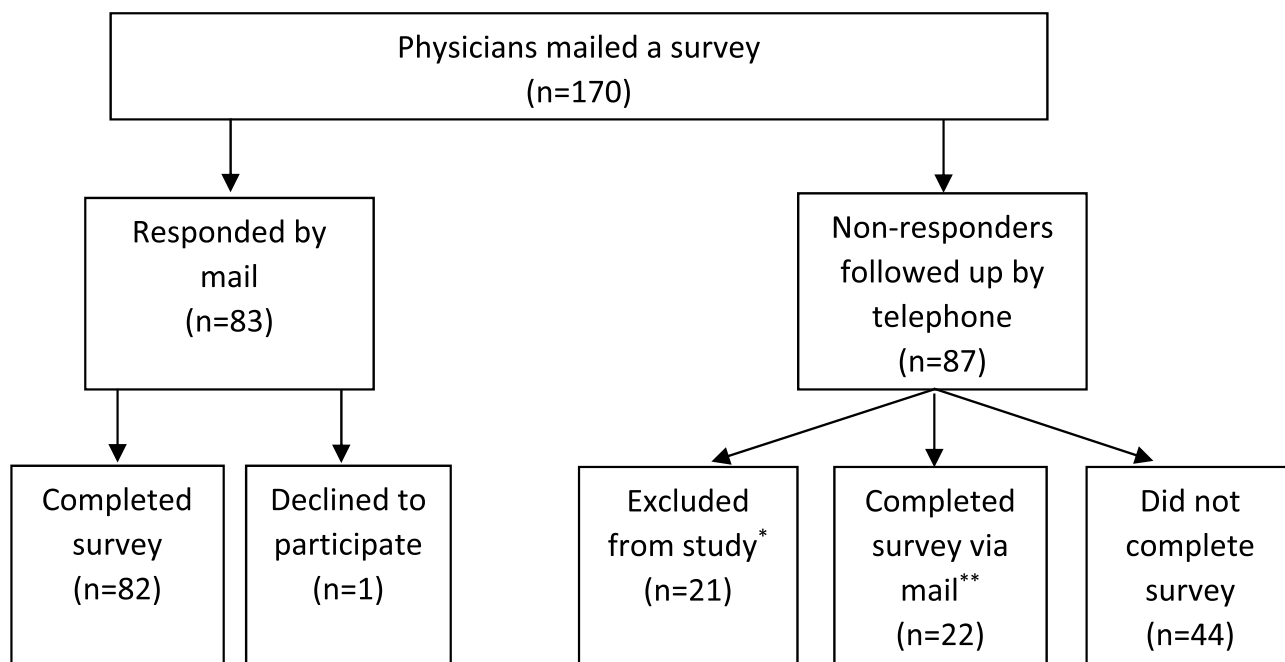 Physicians mailed a survey
(n=170)
Responded by
mail
(n=83)
Non-responders
followed up by
telephone
(n=87)
Completed
survey
(n=82)
Declined to
participate
(n=1)
Excluded
from study*
(n=21)
Completed
survey via
mail**
(n=22)
Did not
complete
survey
(n=44)